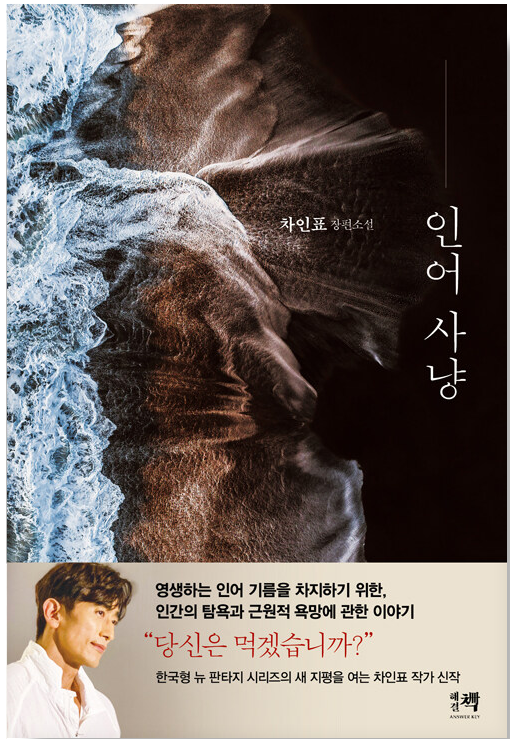 차인표 장편소설
인어 사냥
영생하는 인어 기름을 차지하기 위한,
인간의 탐욕과 근원적 욕망에 관한 이야기
“당신은 먹겠습니까?”
한국형 뉴 판타지 시리즈의 새 지평을 여는 차인표 작가 신작
해결책
ANSWER KEY